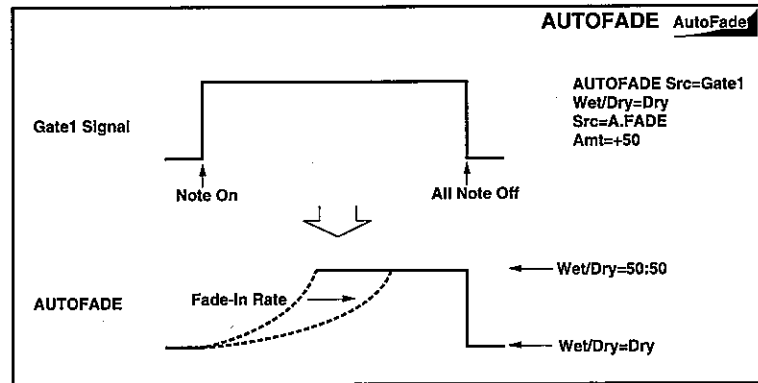 AUTOFADE AutoFade
AUTOFADE Src=Gate1
Wet/Dry=Dry
Src=A.FADE
Amt=+50
Gate1 Signal
Note On
All Note Off
Wet/Dry=50:50
Fade-In Rate
AUTOFADE
Wet/Dry=Dry